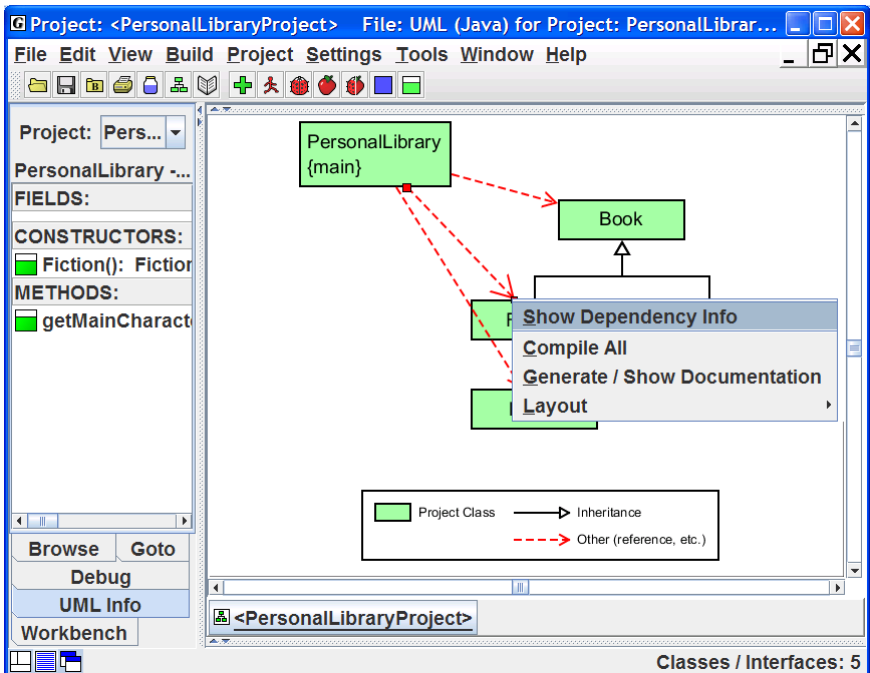 Project: <PersonalLibraryProject> File: UML (Java) for Project: PersonalLibrar...
File Edit View Build Project Settings Tools Window Help
Project: Pers...
PersonalLibrary -...
FIELDS:
CONSTRUCTORS:
Fiction(): Fiction
METHODS:
getMainCharacte
PersonalLibrary
{main}
Book
F
Show Dependency Info
Compile All
Generate / Show Documentation
Layout
Project Class
Inheritance
Other (reference, etc.)
Browse Goto
Debug
UML Info
Workbench
<PersonalLibraryProject>
Classes / Interfaces: 5